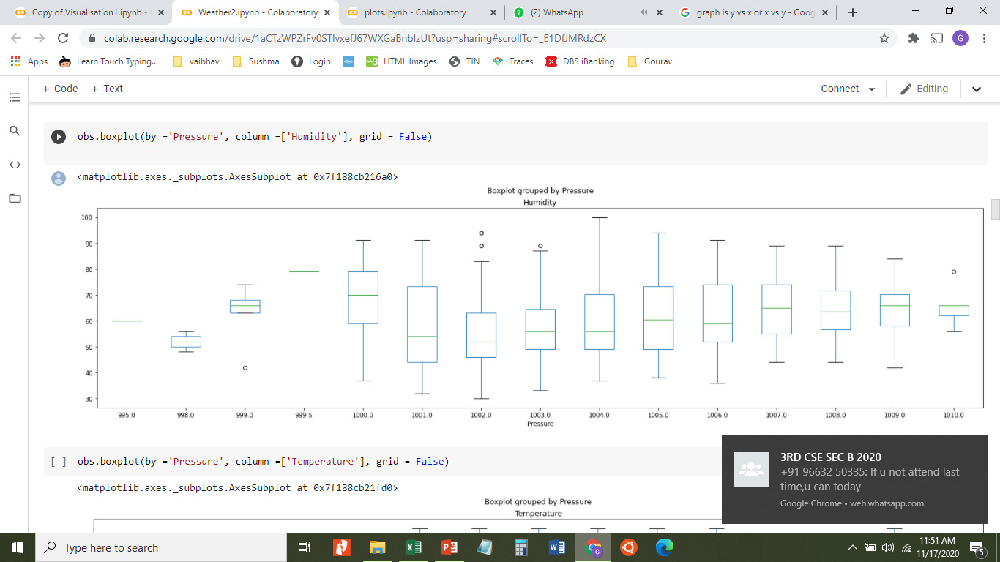 Copy of Visualisation1.ipynb -
Weather2.ipynb - Colaboratory
plots.ipynb - Colaboratory
2 (2) WhatsApp
graph is y vs x or x vs y - Goog
colab.research.google.com/drive/1aCTzWPZrFv0STIvxefJ67WXGaBnbIzUt?usp=sharing#scrollTo=_E1DfJMRdzCX
G
Apps Learn Touch Typing... vaibhav Sushma Login HTML Images TIN Traces DBS iBanking Gourav
+ Code + Text Connect Editing
obs.boxplot(by ='Pressure', column =['Humidity'], grid = False)
<matplotlib.axes._subplots.AxesSubplot at 0x7f188cb216a0>
Boxplot grouped by Pressure
Humidity
100
90
80
70
60
50
40
30
995.0 998.0 999.0 999.5 1000.0 1001.0 1002.0 1003.0 1004.0 1005.0 1006.0 1007.0 1008.0 1009.0 1010.0
Pressure
[ ] obs.boxplot(by ='Pressure', column =['Temperature'], grid = False)
<matplotlib.axes._subplots.AxesSubplot at 0x7f188cb21fd0>
Boxplot grouped by Pressure
Temperature
3RD CSE SEC B 2020
+91 96632 50335: If u not attend last
time,u can today
Google Chrome • web.whatsapp.com
Type here to search
11:51 AM
11/17/2020
5